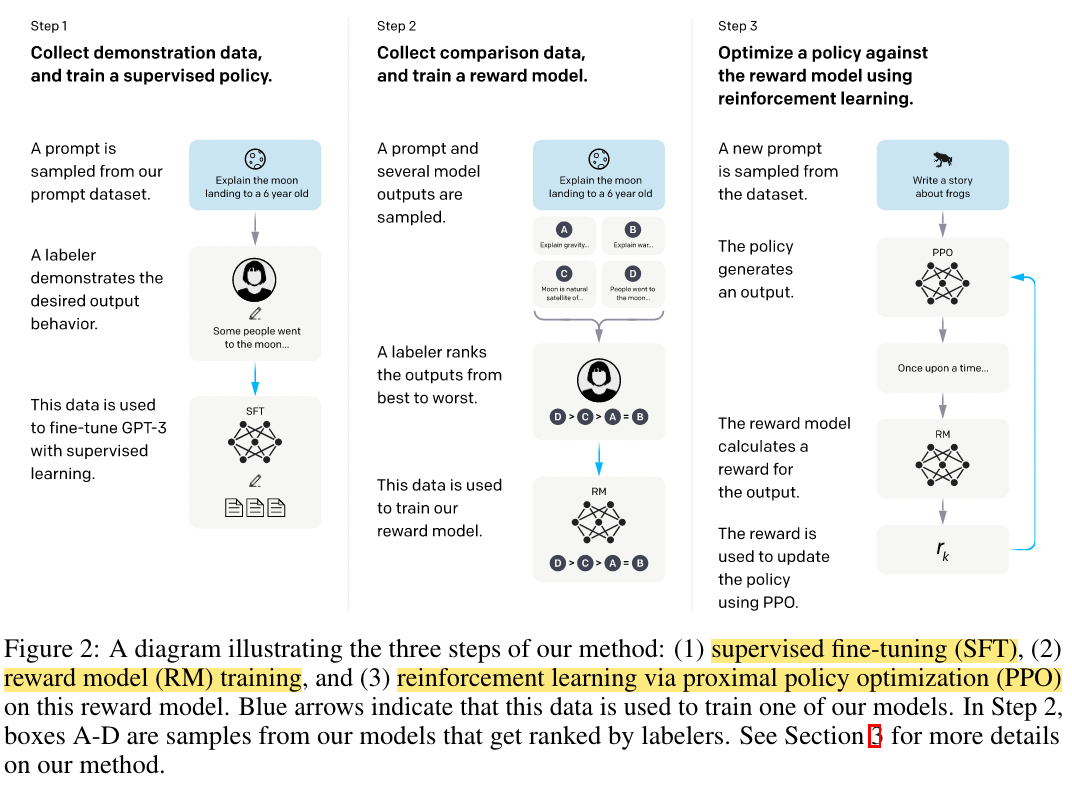 Step 1
Collect demonstration data,
and train a supervised policy.
A prompt is
sampled from our
prompt dataset.
Explain the moon
landing to a 6 year old
A labeler
demonstrates the
desired output
behavior.
Some people went
to the moon...
This data is used
to fine-tune GPT-3
with supervised
learning.
SFT
Step 2
Collect comparison data,
and train a reward model.
A prompt and
several model
outputs are
sampled.
Explain the moon
landing to a 6 year old
A
Explain gravity...
B
Explain war...
C
Moon is natural
satellite of...
D
People went to
the moon...
A labeler ranks
the outputs from
best to worst.
D > C > A = B
This data is used
to train our
reward model.
RM
D > C > A = B
Step 3
Optimize a policy against
the reward model using
reinforcement learning.
A new prompt
is sampled from
the dataset.
Write a story
about frogs
The policy
generates
an output.
PPO
Once upon a time...
The reward model
calculates a
reward for
the output.
RM
The reward is
used to update
the policy
using PPO.
r_k
Figure 2: A diagram illustrating the three steps of our method: (1) supervised fine-tuning (SFT), (2)
reward model (RM) training, and (3) reinforcement learning via proximal policy optimization (PPO)
on this reward model. Blue arrows indicate that this data is used to train one of our models. In Step 2,
boxes A-D are samples from our models that get ranked by labelers. See Section 3 for more details
on our method.